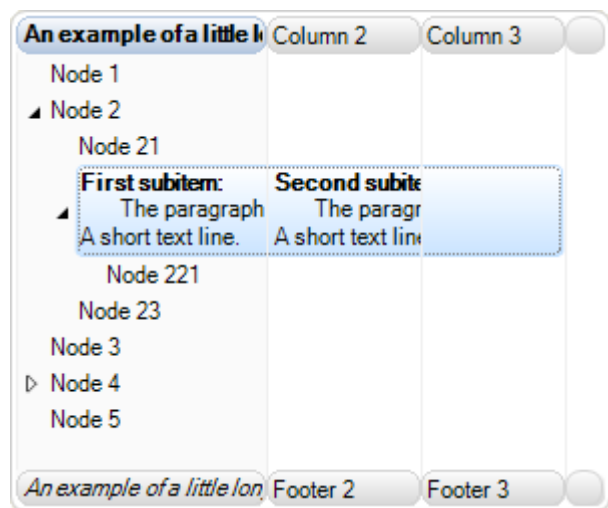 An example of a little l Column 2 Column 3
Node 1
Node 2
Node 21
First subitem: Second subite
The paragraph The paragr
A short text line. A short text line
Node 221
Node 23
Node 3
Node 4
Node 5
An example of a little lon Footer 2 Footer 3